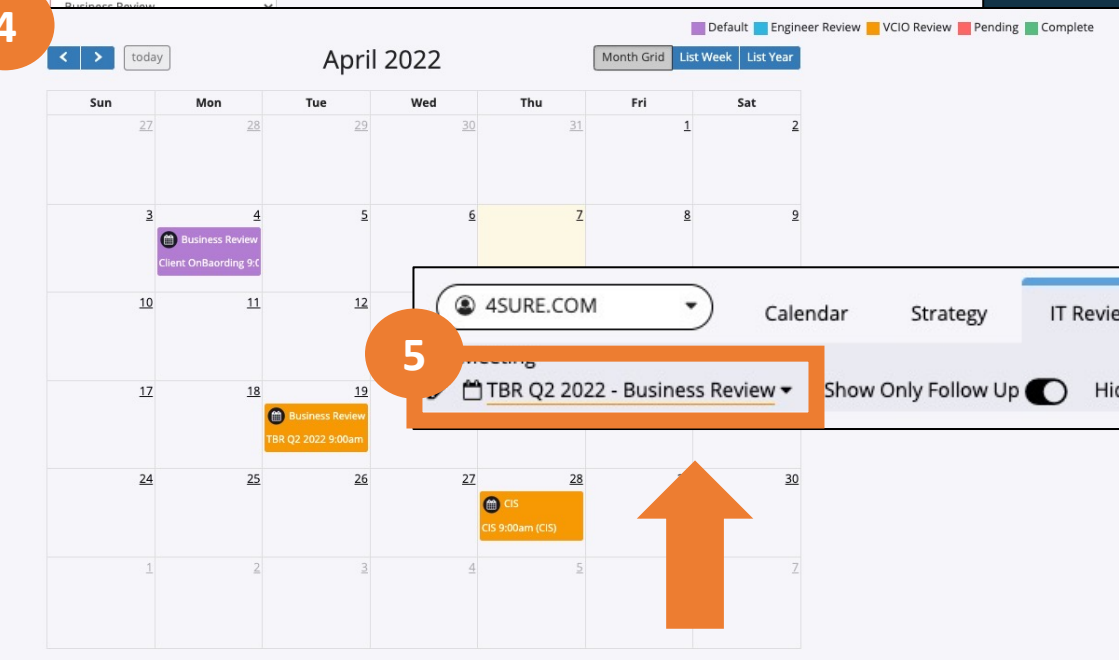 Business Review
4
Default Engineer Review VCIO Review Pending Complete
today
April 2022
Month Grid List Week List Year
Sun Mon Tue Wed Thu Fri Sat
27 28 29 30 31 1 2
3 4 5 6 7 8 9
Business Review
Client OnBaording 9:0
10 11 12
4SURE.COM
Calendar Strategy IT Revie
5
Meeting
TBR Q2 2022 - Business Review
Show Only Follow Up
Hid
17 18 19
Business Review
TBR Q2 2022 9:00am
24 25 26 27 28 30
CIS
CIS 9:00am (CIS)
1 2 3 4 5 7